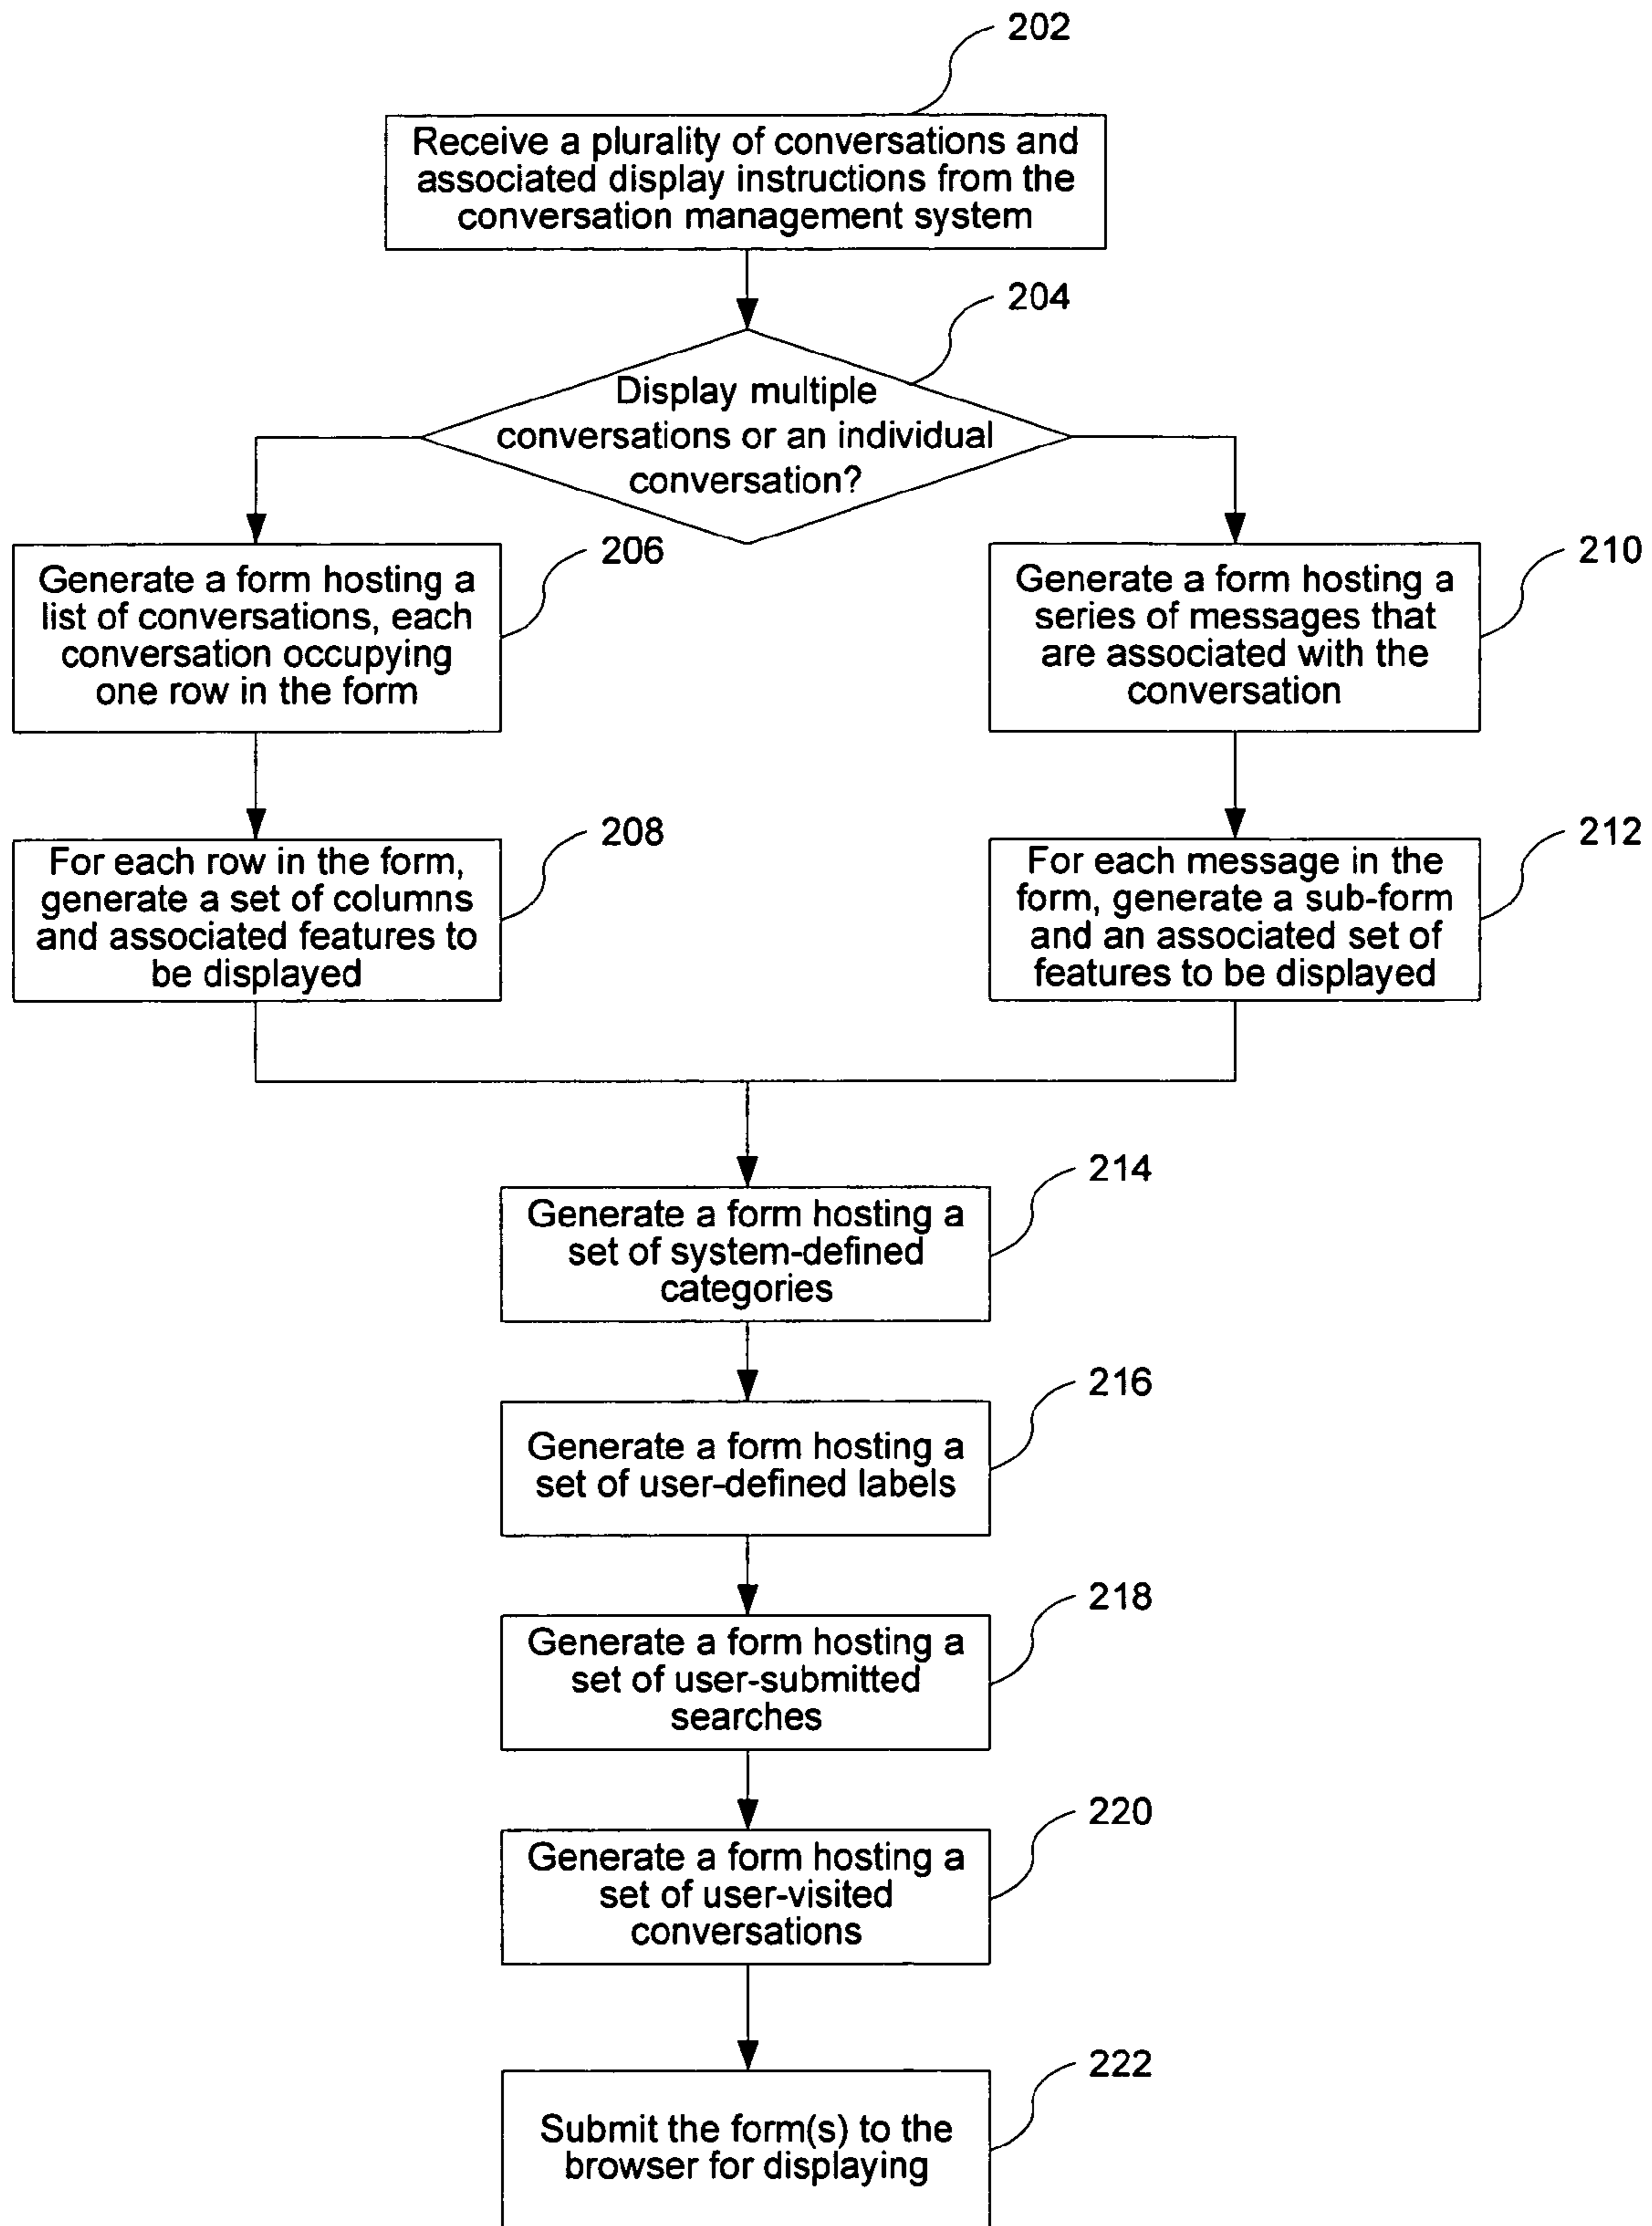 202
Receive a plurality of conversations and
associated display instructions from the
conversation management system
204
Display multiple
conversations or an individual
conversation?
206
Generate a form hosting a
list of conversations, each
conversation occupying
one row in the form
210
Generate a form hosting a
series of messages that
are associated with the
conversation
208
For each row in the form,
generate a set of columns
and associated features to
be displayed
212
For each message in the
form, generate a sub-form
and an associated set of
features to be displayed
214
Generate a form hosting a
set of system-defined
categories
216
Generate a form hosting a
set of user-defined labels
218
Generate a form hosting a
set of user-submitted
searches
220
Generate a form hosting a
set of user-visited
conversations
222
Submit the form(s) to the
browser for displaying